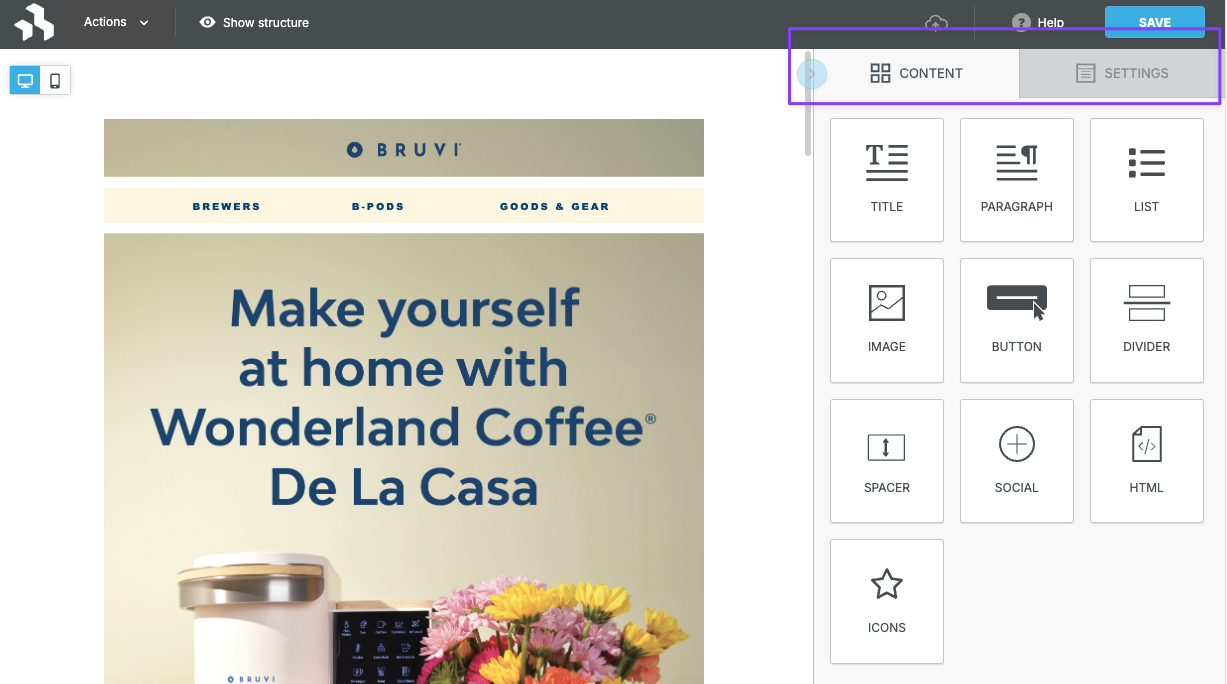 Actions
Show structure
Help
SAVE
CONTENT
SETTINGS
BRUVI
BREWERS
B-PODS
GOODS & GEAR
Make yourself
at home with
Wonderland Coffee®
De La Casa
BRUVI
TITLE
PARAGRAPH
LIST
IMAGE
BUTTON
DIVIDER
SPACER
SOCIAL
HTML
ICONS